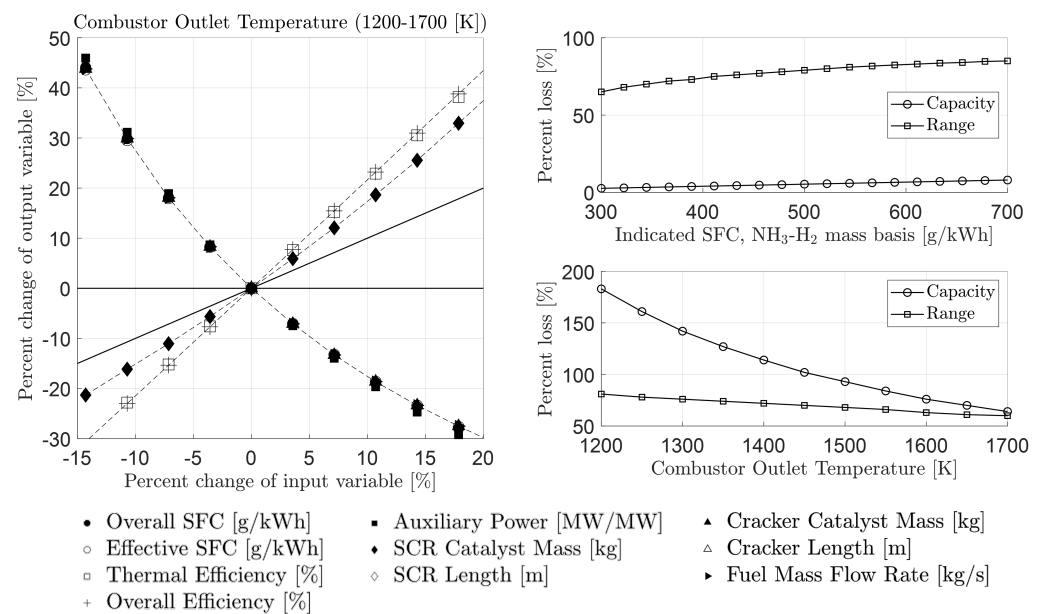 Combustor Outlet Temperature (1200-1700 [K])
Percent change of output variable [%]
50
40
30
20
10
0
-10
-20
-30
-15
-10
-5
0
5
10
15
20
Percent change of input variable [%]
Percent loss [%]
100
50
0
Capacity
Range
300
400
500
600
700
Indicated SFC, NH₃-H₂ mass basis [g/kWh]
Percent loss [%]
200
150
100
50
Capacity
Range
1200
1300
1400
1500
1600
1700
Combustor Outlet Temperature [K]
Overall SFC [g/kWh]
Effective SFC [g/kWh]
Thermal Efficiency [%]
Overall Efficiency [%]
Auxiliary Power [MW/MW]
SCR Catalyst Mass [kg]
SCR Length [m]
Cracker Catalyst Mass [kg]
Cracker Length [m]
Fuel Mass Flow Rate [kg/s]